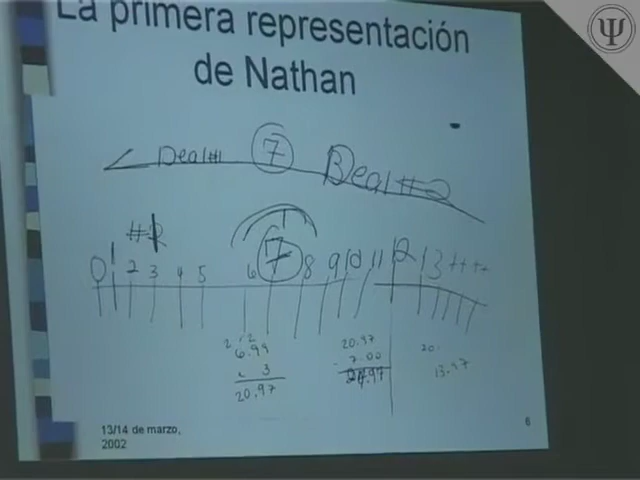 La primera representación
de Nathan
Deal#1 7 Deal#2
#2
0 1 2 3 4 5 6 7 8 9 10 11 12 13
6.99
3
20.97
20.97
7.00
13.97
13/14 de marzo,
2002
6
Ψ